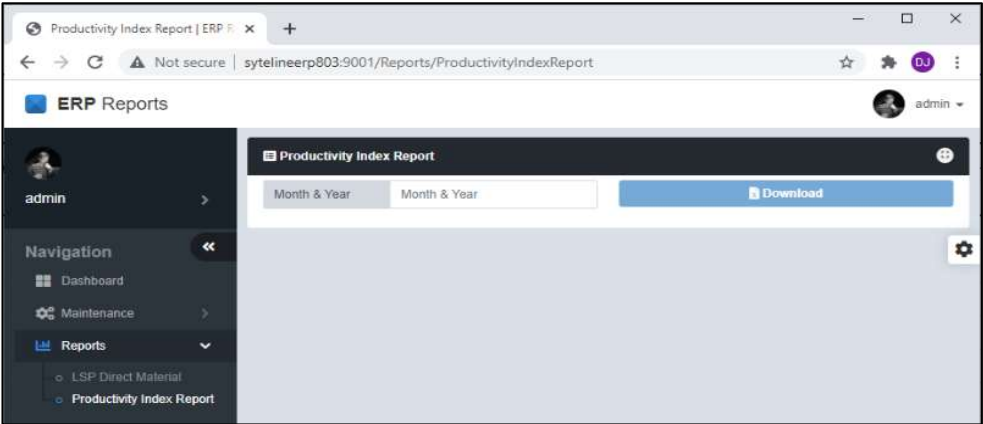 Productivity Index Report | ERP R
Not secure | sytelineerp803:9001/Reports/ProductivityIndexReport
DJ
ERP Reports
admin
admin
Productivity Index Report
Month & Year
Month & Year
Download
Navigation
Dashboard
Maintenance
Reports
LSP Direct Material
Productivity Index Report